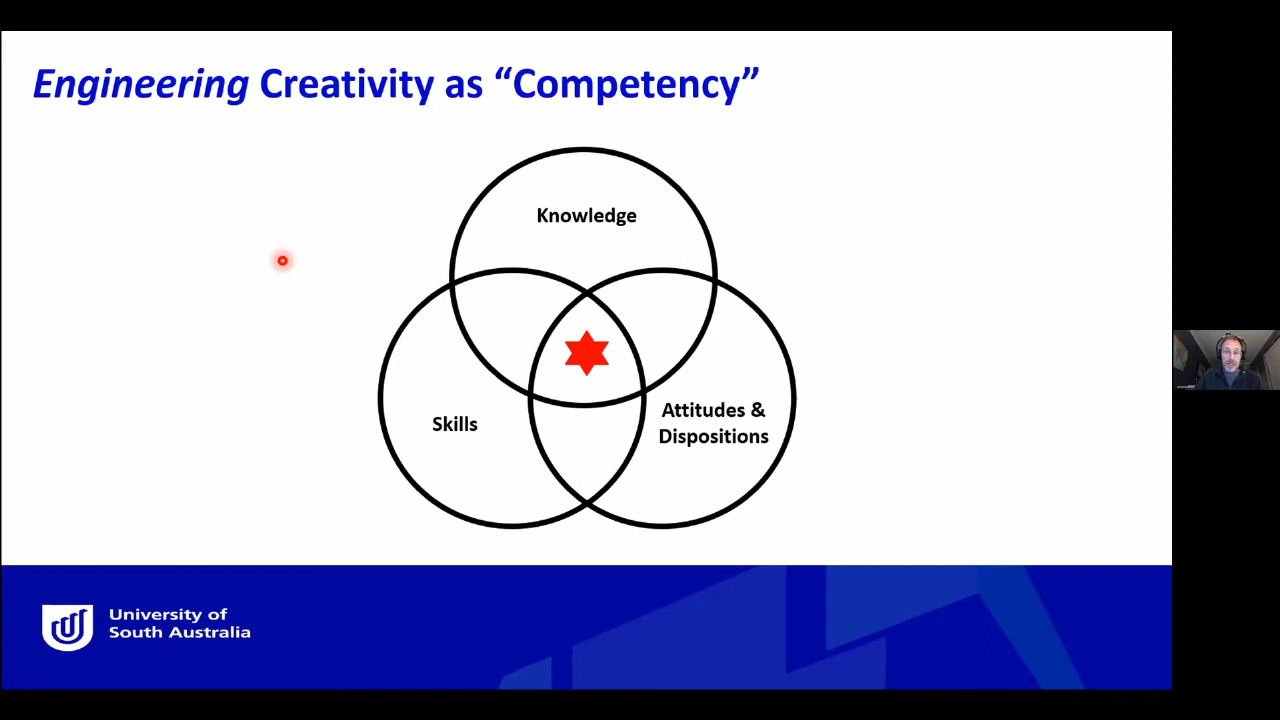 Engineering Creativity as “Competency”
Knowledge
Skills
Attitudes &
Dispositions
University of
South Australia